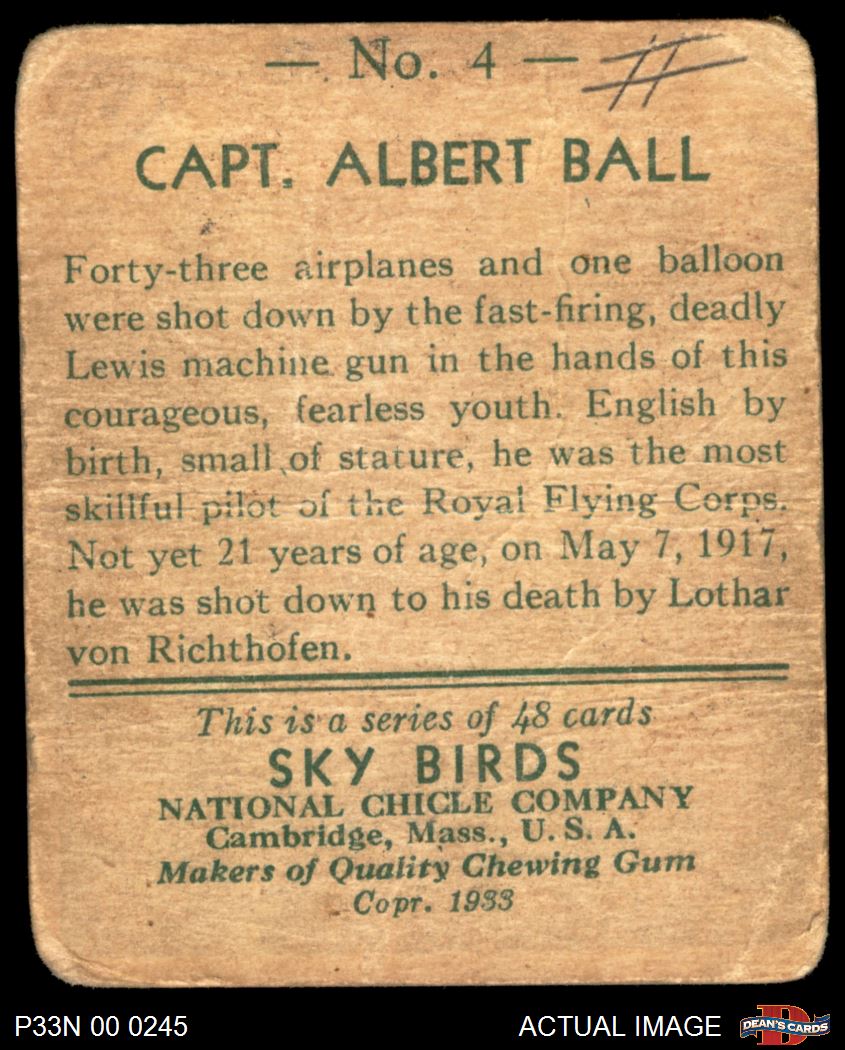 — No. 4 — #
CAPT. ALBERT BALL
Forty-three airplanes and one balloon
were shot down by the fast-firing, deadly
Lewis machine gun in the hands of this
courageous, fearless youth. English by
birth, small of stature, he was the most
skillful pilot of the Royal Flying Corps.
Not yet 21 years of age, on May 7, 1917,
he was shot down to his death by Lothar
von Richthofen.
This is a series of 48 cards
SKY BIRDS
NATIONAL CHICLE COMPANY
Cambridge, Mass., U. S. A.
Makers of Quality Chewing Gum
Copr. 1933
P33N 00 0245
ACTUAL IMAGE
D
DEAN'S CARDS